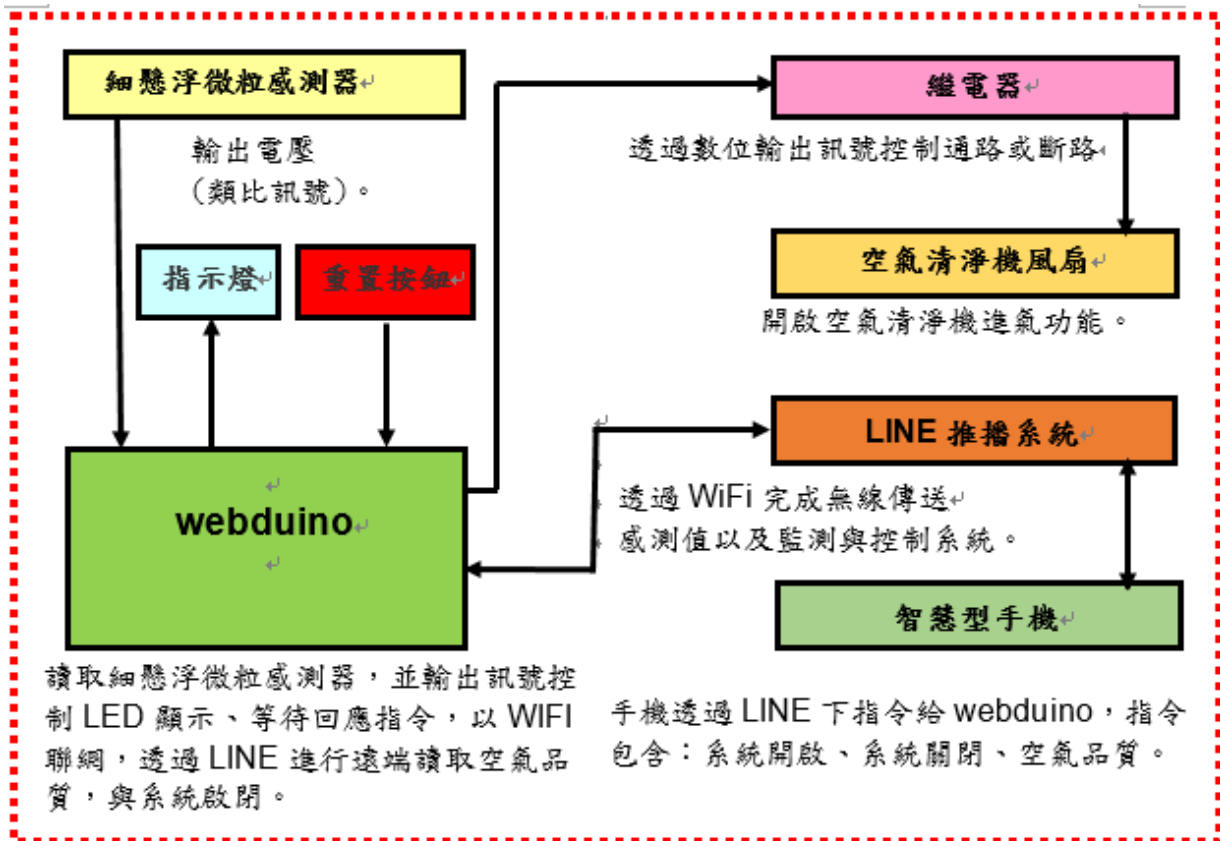 細懸浮微粒感測器
輸出電壓
(類比訊號)。
指示燈
重置按鈕
webduino
讀取細懸浮微粒感測器，並輸出訊號控
制 LED 顯示、等待回應指令，以 WIFI
聯網，透過 LINE 進行遠端讀取空氣品
質，與系統啟閉。
繼電器
透過數位輸出訊號控制通路或斷路
空氣清淨機風扇
開啟空氣清淨機進氣功能。
LINE 推播系統
透過 WiFi 完成無線傳送
感測值以及監測與控制系統。
智慧型手機
手機透過 LINE 下指令給 webduino，指令
包含：系統開啟、系統關閉、空氣品質。